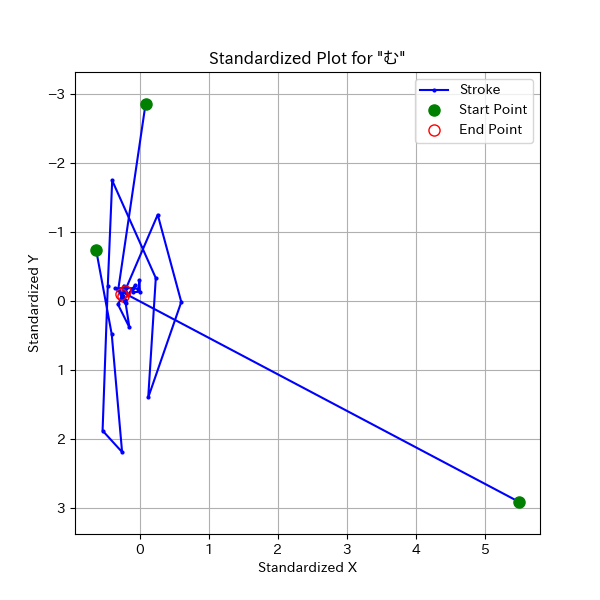 Standardized Plot for "む"
Stroke
Start Point
End Point
Standardized Y
−3
−2
−1
0
1
2
3
0 1 2 3 4 5
Standardized X